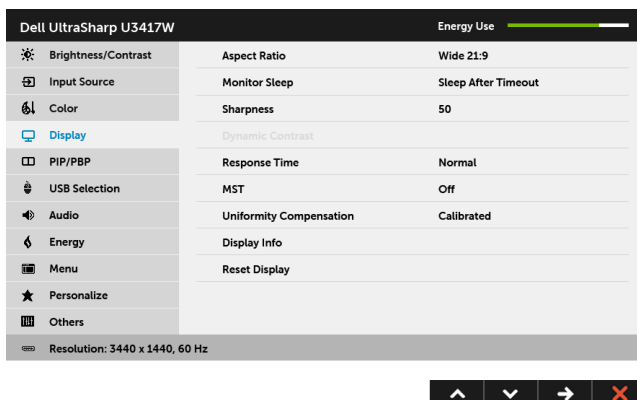 Dell UltraSharp U3417W Energy Use
Brightness/Contrast Aspect Ratio Wide 21:9
Input Source Monitor Sleep Sleep After Timeout
Color Sharpness 50
Display Dynamic Contrast
PIP/PBP Response Time Normal
USB Selection MST Off
Audio Uniformity Compensation Calibrated
Energy Display Info
Menu Reset Display
Personalize
Others
Resolution: 3440 x 1440, 60 Hz